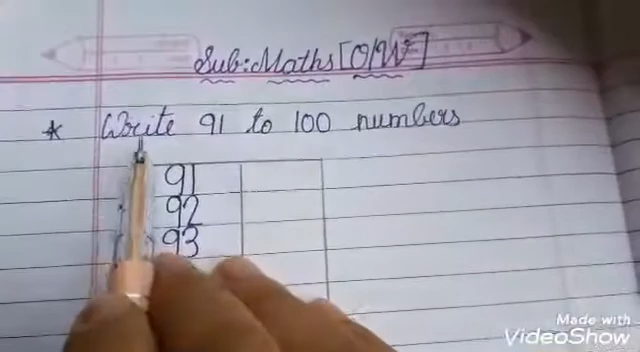 Sub:Maths [O/W]
* Write 91 to 100 numbers
91
92
93
Made with
VideoShow